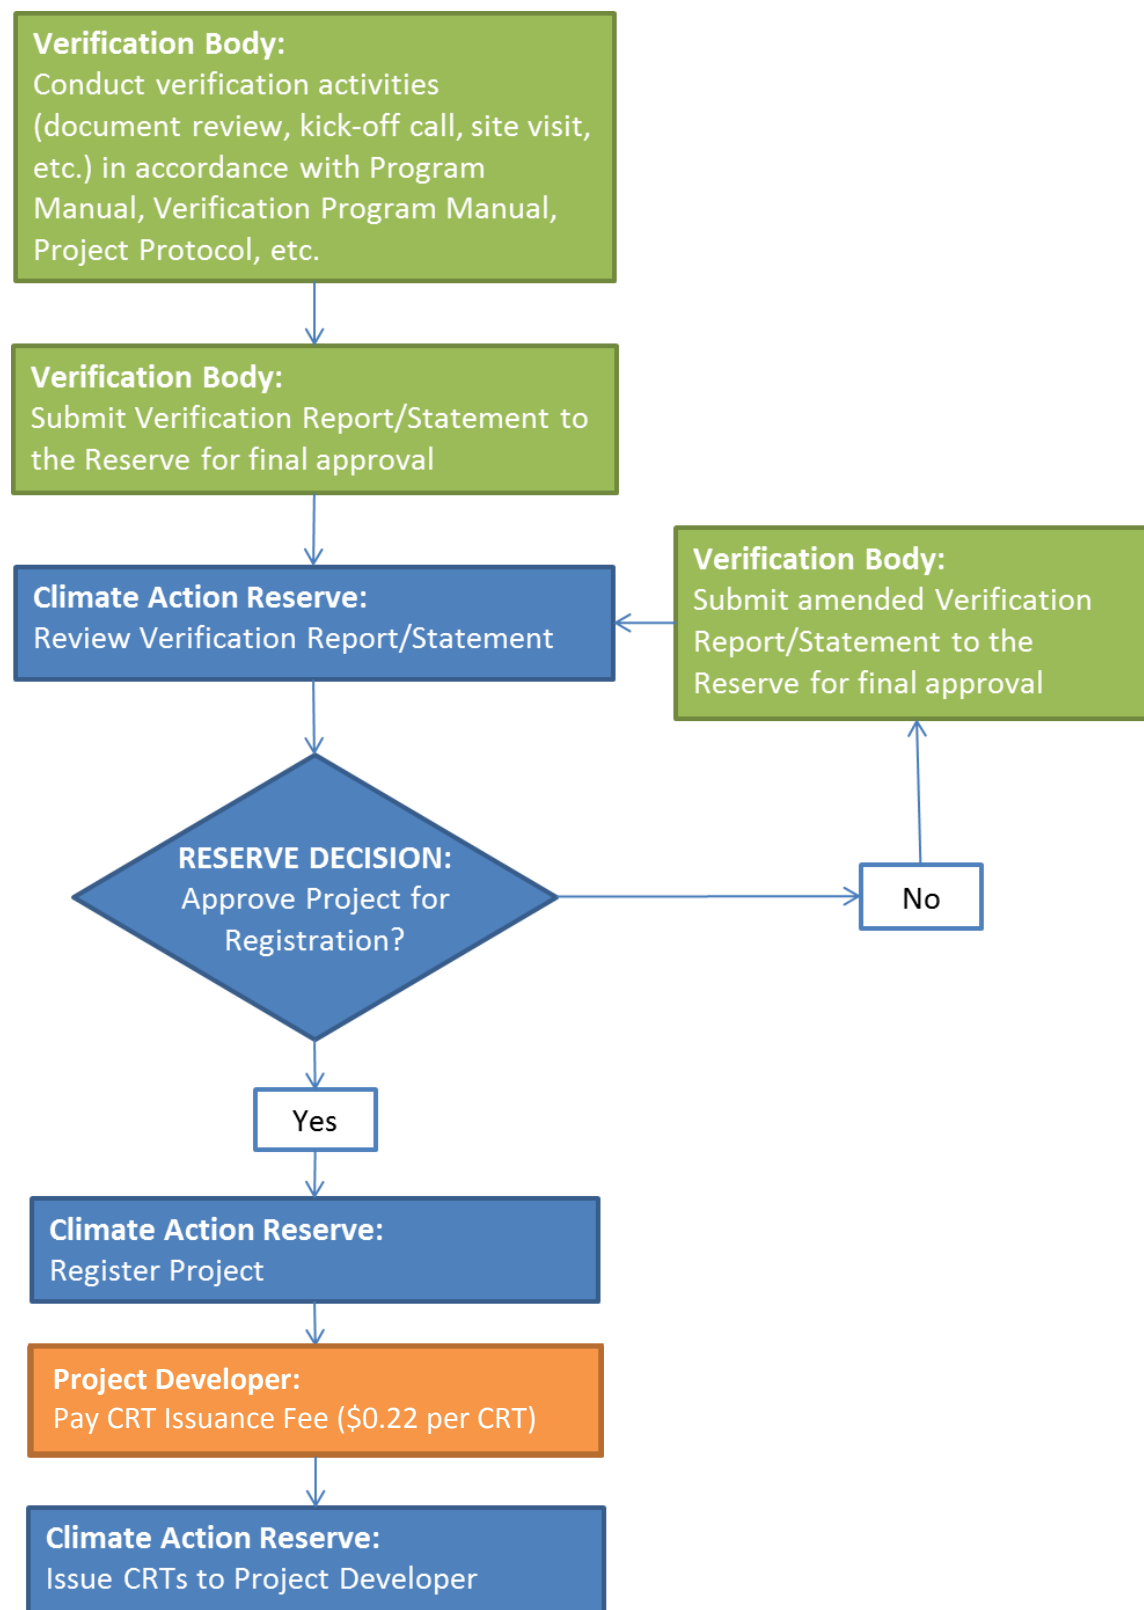 Verification Body:
Conduct verification activities
(document review, kick-off call, site visit,
etc.) in accordance with Program
Manual, Verification Program Manual,
Project Protocol, etc.
Verification Body:
Submit Verification Report/Statement to
the Reserve for final approval
Climate Action Reserve:
Review Verification Report/Statement
Verification Body:
Submit amended Verification
Report/Statement to the
Reserve for final approval
RESERVE DECISION:
Approve Project for
Registration?
No
Yes
Climate Action Reserve:
Register Project
Project Developer:
Pay CRT Issuance Fee ($0.22 per CRT)
Climate Action Reserve:
Issue CRTs to Project Developer